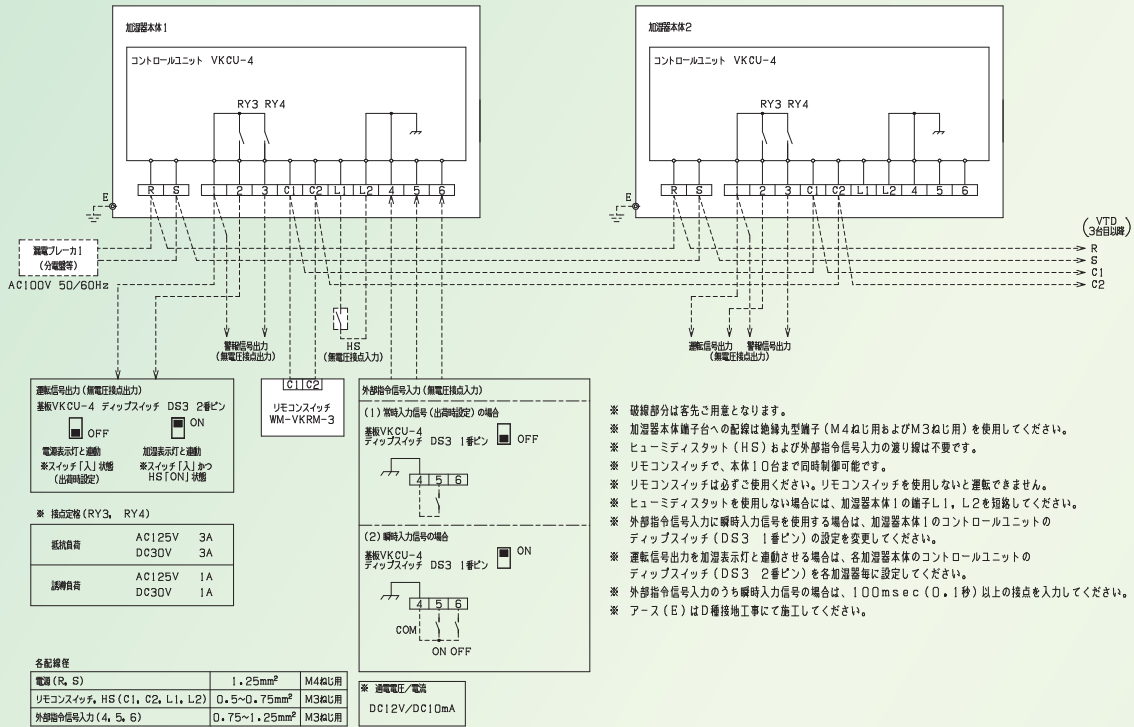 加湿器本体1
コントロールユニット VKCU-4
RY3 RY4
R S 1 2 3 C1 C2 L1 L2 4 5 6
E
加湿器本体2
コントロールユニット VKCU-4
RY3 RY4
R S 1 2 3 C1 C2 L1 L2 4 5 6
E
(VTD
3台目以降)
R
S
C1
C2
漏電ブレーカ1
(分電盤等)
AC100V 50/60Hz
警報信号出力
(無電圧接点出力)
HS
(無電圧接点入力)
運転信号出力 警報信号出力
(無電圧接点出力)
運転信号出力(無電圧接点出力)
基板VKCU-4 ディップスイッチ DS3 2番ピン
OFF
ON
電源表示灯と連動
※スイッチ「入」状態
(出荷時設定)
加湿表示灯と連動
※スイッチ「入」かつ
HS「ON」状態
C1 C2
リモコンスイッチ
WM-VKRM-3
外部指令信号入力(無電圧接点入力)
(1) 常時入力信号(出荷時設定)の場合
基板VKCU-4
ディップスイッチ DS3 1番ピン
OFF
4 5 6
(2) 瞬時入力信号の場合
基板VKCU-4
ディップスイッチ DS3 1番ピン
ON
4 5 6
COM
ON OFF
※ 接点定格(RY3, RY4)
抵抗負荷 AC125V 3A
DC30V 3A
誘導負荷 AC125V 1A
DC30V 1A
各配線径
電源(R, S) 1.25mm² M4ねじ用
リモコンスイッチ, HS(C1, C2, L1, L2) 0.5~0.75mm² M3ねじ用
外部指令信号入力(4, 5, 6) 0.75~1.25mm² M3ねじ用
※ 通電電圧/電流
DC12V/DC10mA
※ 破線部分は客先ご用意となります。
※ 加湿器本体端子台への配線は絶縁丸型端子(M4ねじ用およびM3ねじ用)を使用してください。
※ ヒューミディスタット(HS)および外部指令信号入力の渡り線は不要です。
※ リモコンスイッチで、本体10台まで同時制御可能です。
※ リモコンスイッチは必ずご使用ください。リモコンスイッチを使用しないと運転できません。
※ ヒューミディスタットを使用しない場合には、加湿器本体1の端子L1, L2を短絡してください。
※ 外部指令信号入力に瞬時入力信号を使用する場合は、加湿器本体1のコントロールユニットの
ディップスイッチ(DS3 1番ピン)の設定を変更してください。
※ 運転信号出力を加湿表示灯と連動させる場合は、各加湿器本体のコントロールユニットの
ディップスイッチ(DS3 2番ピン)を各加湿器毎に設定してください。
※ 外部指令信号入力のうち瞬時入力信号の場合は、100msec(0.1秒)以上の接点を入力してください。
※ アース(E)はD種接地工事にて施工してください。